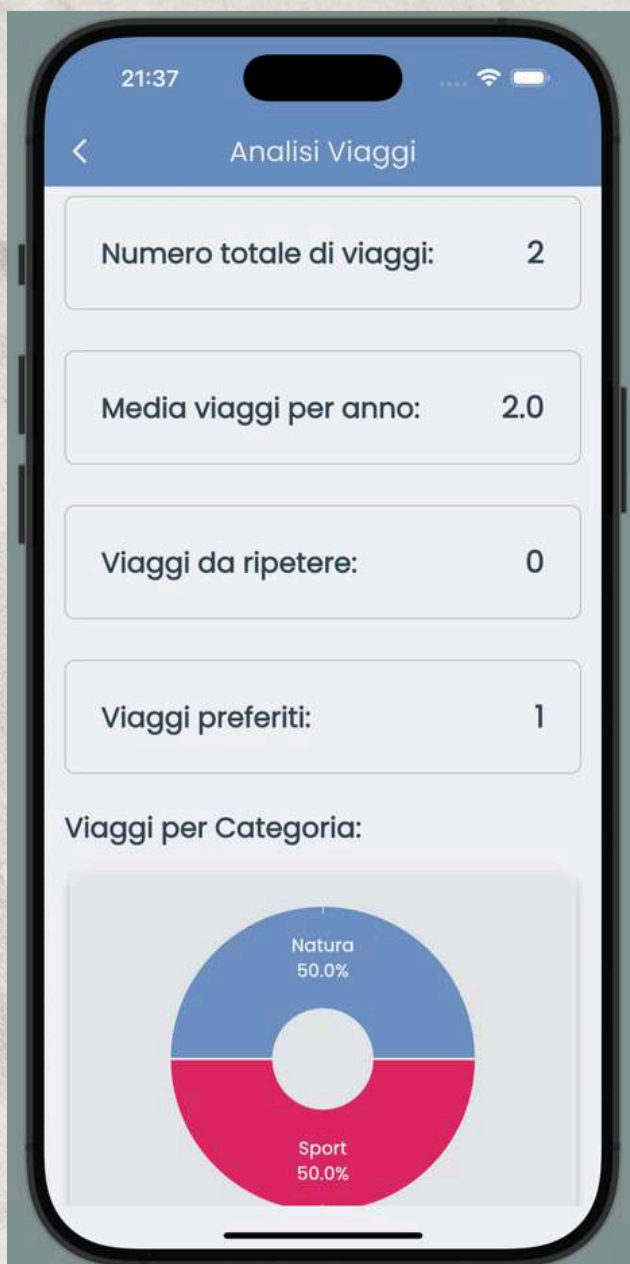 21:37
Analisi Viaggi
Numero totale di viaggi: 2
Media viaggi per anno: 2.0
Viaggi da ripetere: 0
Viaggi preferiti: 1
Viaggi per Categoria:
Natura
50.0%
Sport
50.0%